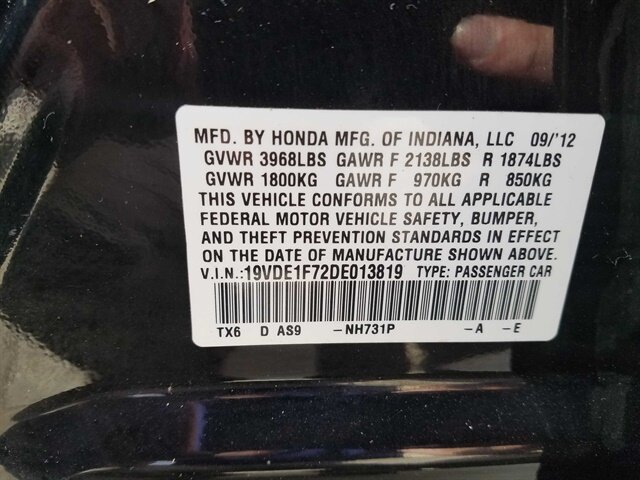 MFD. BY HONDA MFG. OF INDIANA, LLC 09/'12
GVWR 3968LBS GAWR F 2138LBS R 1874LBS
GVWR 1800KG GAWR F 970KG R 850KG
THIS VEHICLE CONFORMS TO ALL APPLICABLE
FEDERAL MOTOR VEHICLE SAFETY, BUMPER,
AND THEFT PREVENTION STANDARDS IN EFFECT
ON THE DATE OF MANUFACTURE SHOWN ABOVE.
V.I.N.: 19VDE1F72DE013819 TYPE: PASSENGER CAR
TX6 D AS9 -NH731P -A -E